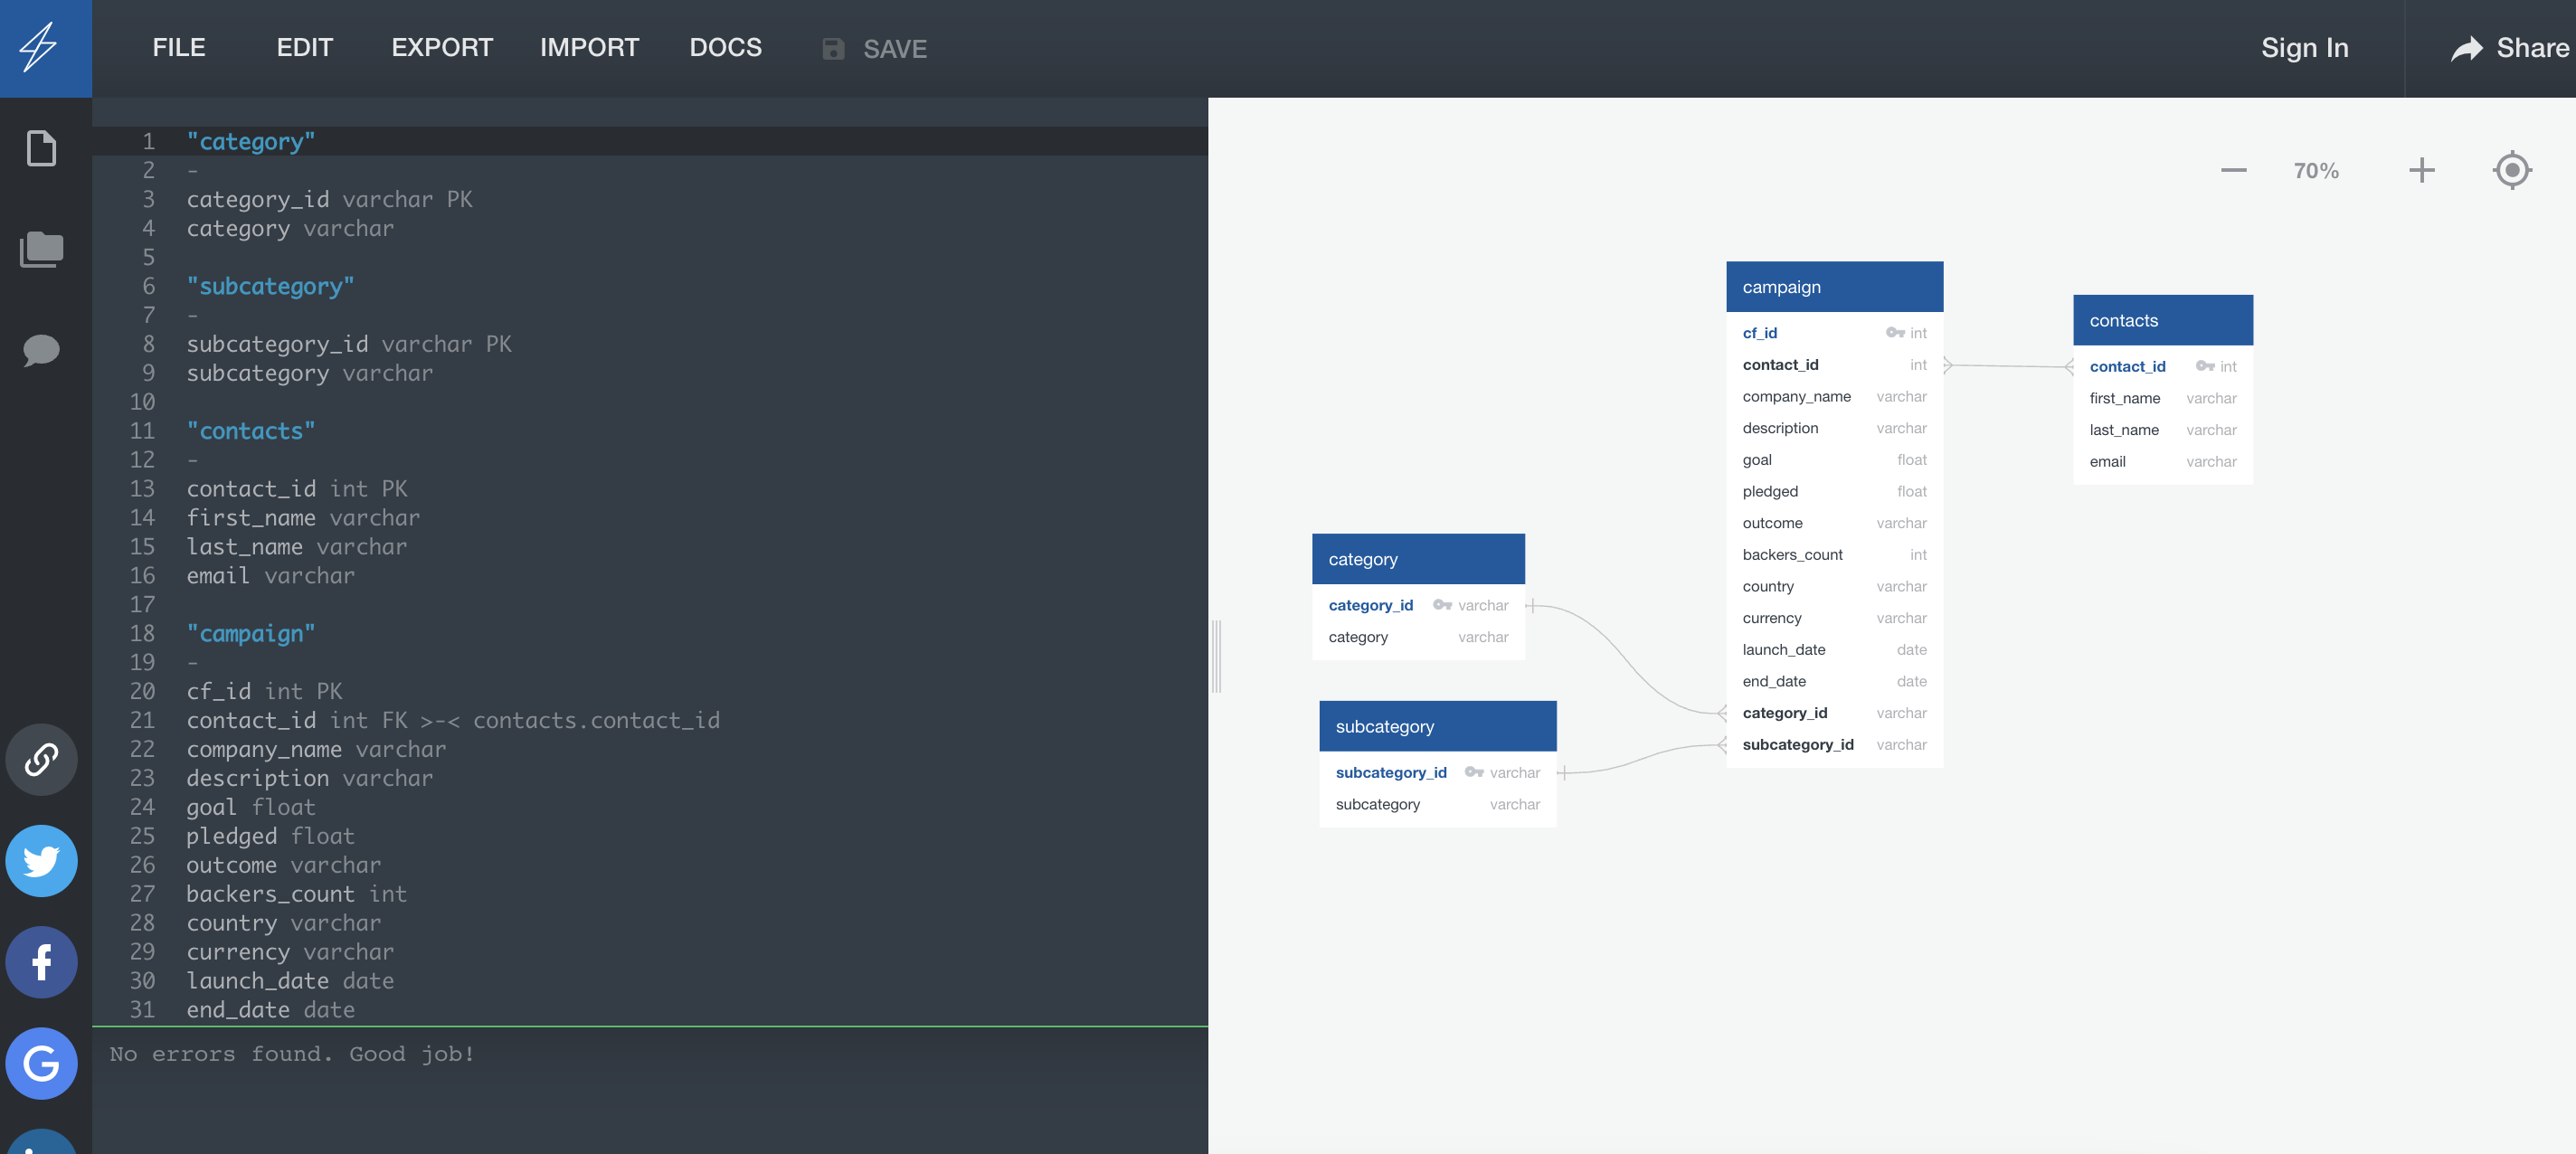 FILE EDIT EXPORT IMPORT DOCS SAVE Sign In Share
1 "category"
2 -
3 category_id varchar PK
4 category varchar
5
6 "subcategory"
7 -
8 subcategory_id varchar PK
9 subcategory varchar
10
11 "contacts"
12 -
13 contact_id int PK
14 first_name varchar
15 last_name varchar
16 email varchar
17
18 "campaign"
19 -
20 cf_id int PK
21 contact_id int FK >-< contacts.contact_id
22 company_name varchar
23 description varchar
24 goal float
25 pledged float
26 outcome varchar
27 backers_count int
28 country varchar
29 currency varchar
30 launch_date date
31 end_date date
No errors found. Good job!
70%
campaign
cf_id int
contact_id int
company_name varchar
description varchar
goal float
pledged float
outcome varchar
backers_count int
country varchar
currency varchar
launch_date date
end_date date
category_id varchar
subcategory_id varchar
contacts
contact_id int
first_name varchar
last_name varchar
email varchar
category
category_id varchar
category varchar
subcategory
subcategory_id varchar
subcategory varchar